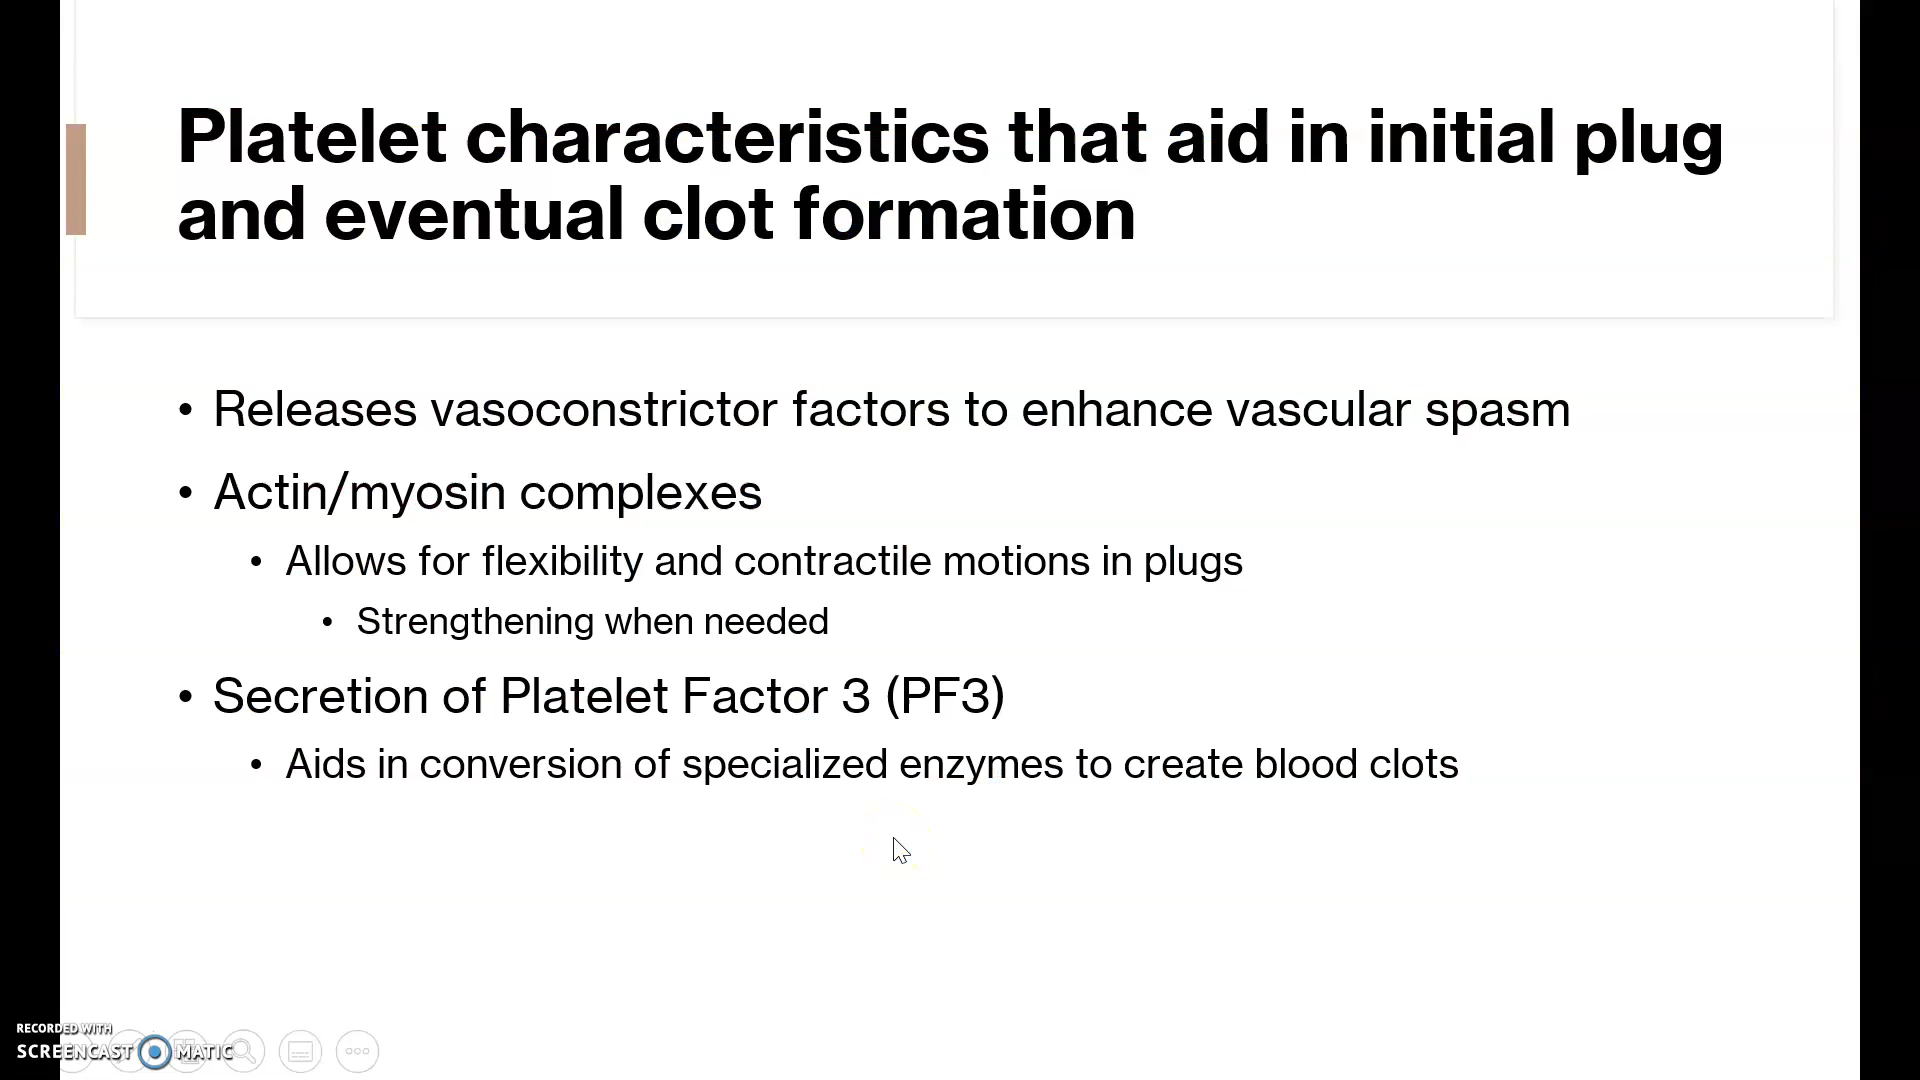 Platelet characteristics that aid in initial plug
and eventual clot formation
• Releases vasoconstrictor factors to enhance vascular spasm
• Actin/myosin complexes
• Allows for flexibility and contractile motions in plugs
• Strengthening when needed
• Secretion of Platelet Factor 3 (PF3)
• Aids in conversion of specialized enzymes to create blood clots
RECORDED WITH
SCREENCAST MATIC